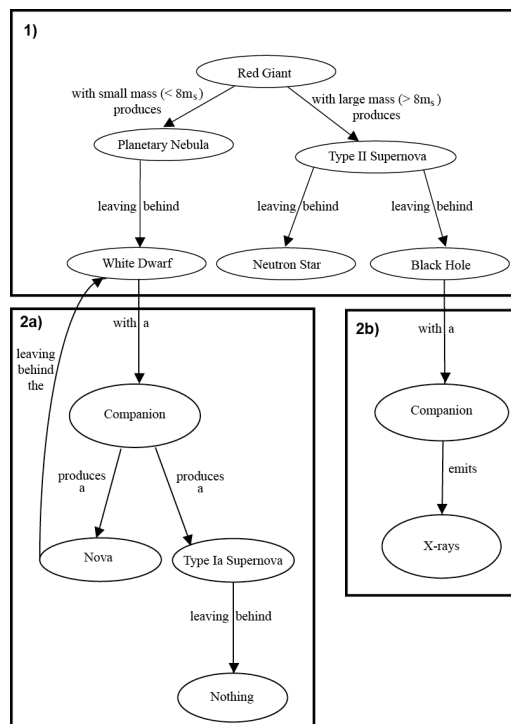 1)
Red Giant
with small mass (< 8mₛ)
produces
with large mass (> 8mₛ)
produces
Planetary Nebula
Type II Supernova
leaving behind
leaving behind
leaving behind
White Dwarf
Neutron Star
Black Hole
2a)
with a
leaving
behind
the
Companion
produces
a
produces
a
Nova
Type Ia Supernova
leaving behind
Nothing
2b)
with a
Companion
emits
X-rays